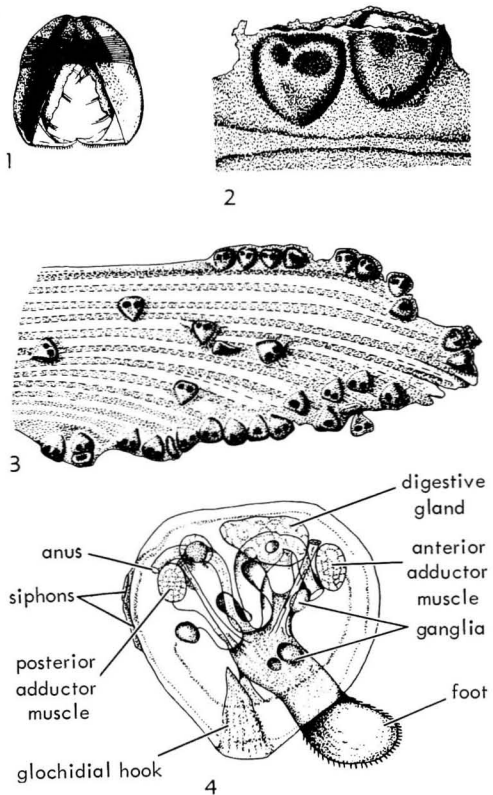 1
2
3
digestive
gland
anus
anterior
adductor
muscle
siphons
ganglia
posterior
adductor
muscle
foot
glochidial hook
4